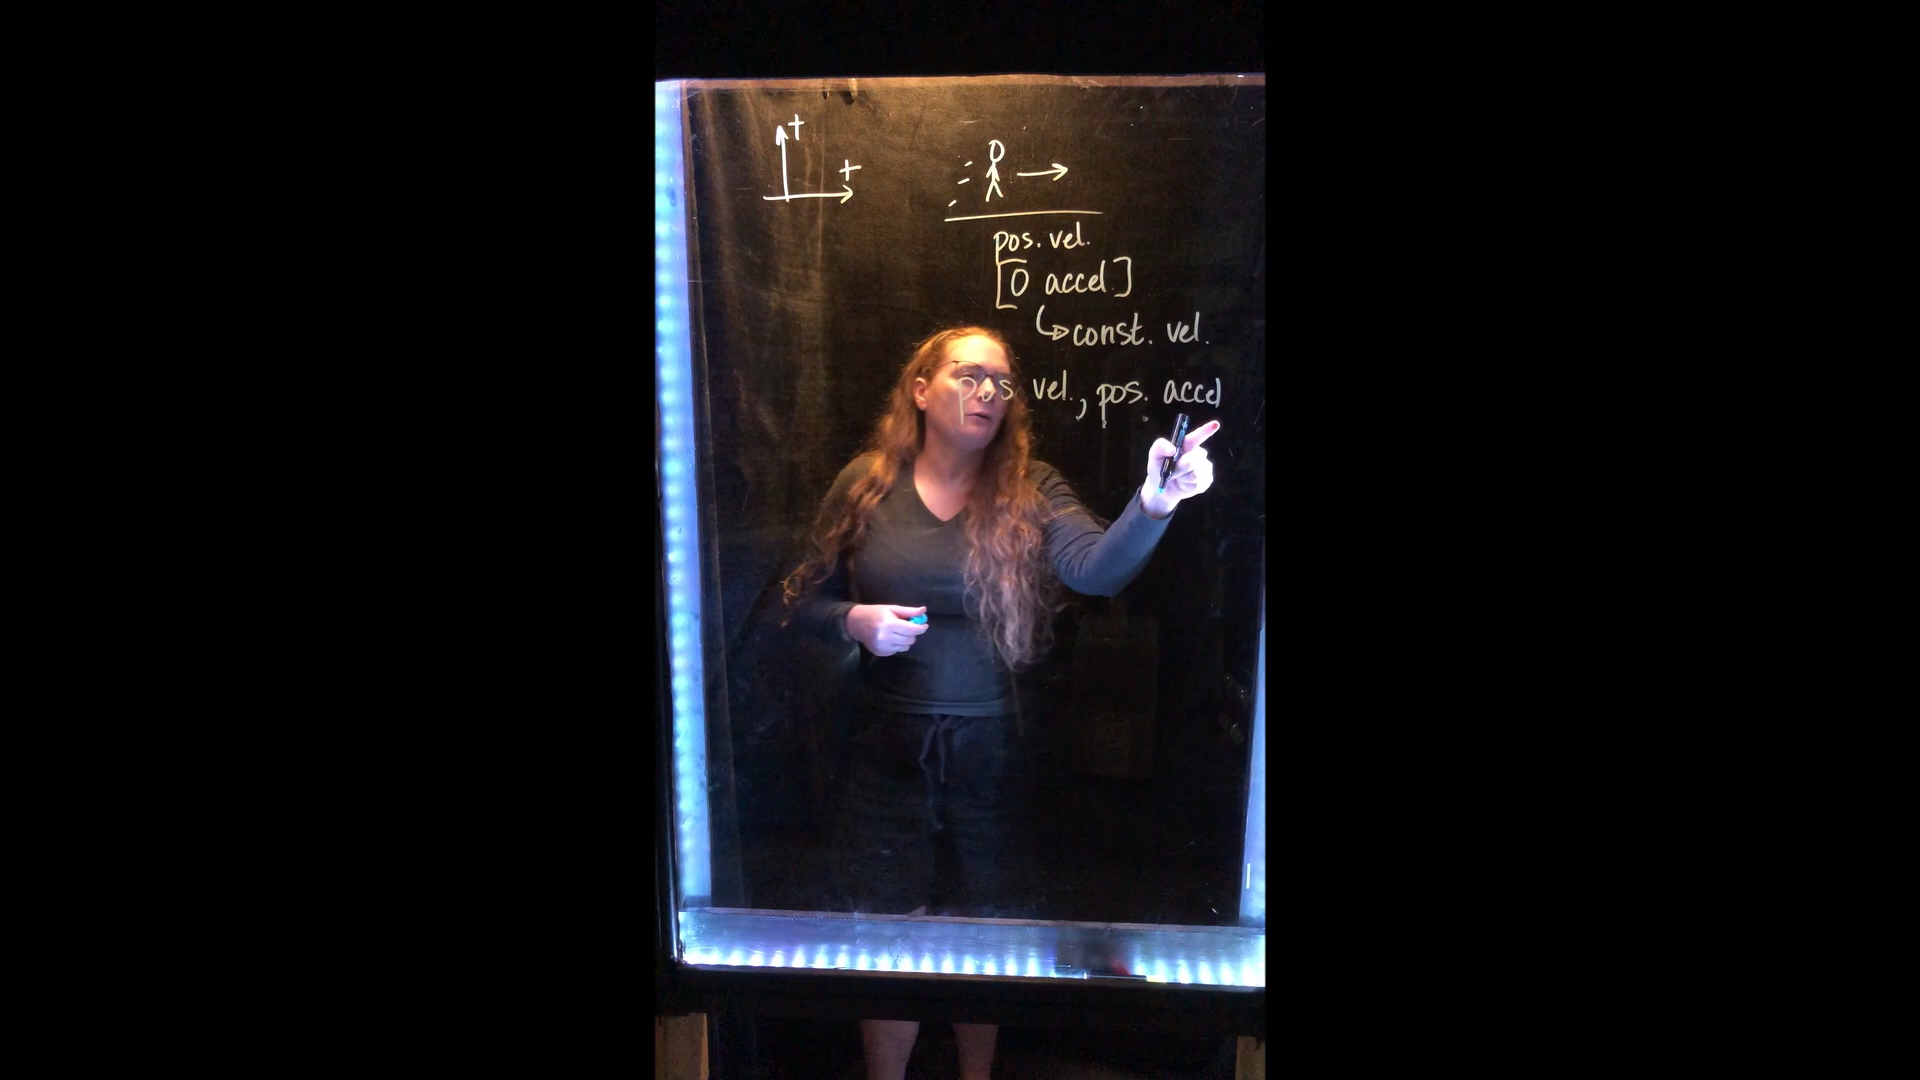 +
+
pos. vel.
[0 accel.]
↳const. vel.
pos vel., pos. accel